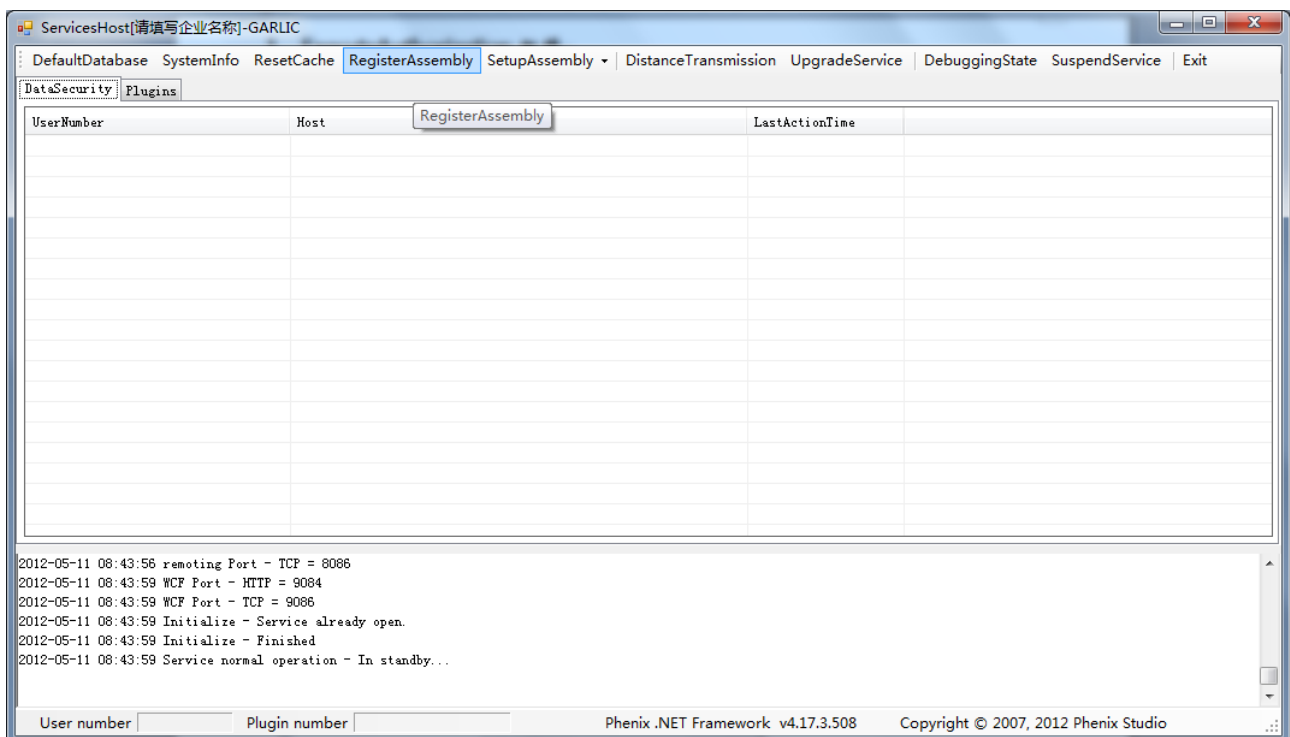 ServicesHost[请填写企业名称]-GARLIC
DefaultDatabase SystemInfo ResetCache RegisterAssembly SetupAssembly DistanceTransmission UpgradeService DebuggingState SuspendService Exit
DataSecurity Plugins
RegisterAssembly
UserNumber Host LastActionTime
2012-05-11 08:43:56 remoting Port - TCP = 8086
2012-05-11 08:43:59 WCF Port - HTTP = 9084
2012-05-11 08:43:59 WCF Port - TCP = 9086
2012-05-11 08:43:59 Initialize - Service already open.
2012-05-11 08:43:59 Initialize - Finished
2012-05-11 08:43:59 Service normal operation - In standby...
User number Plugin number Phenix .NET Framework v4.17.3.508 Copyright © 2007, 2012 Phenix Studio